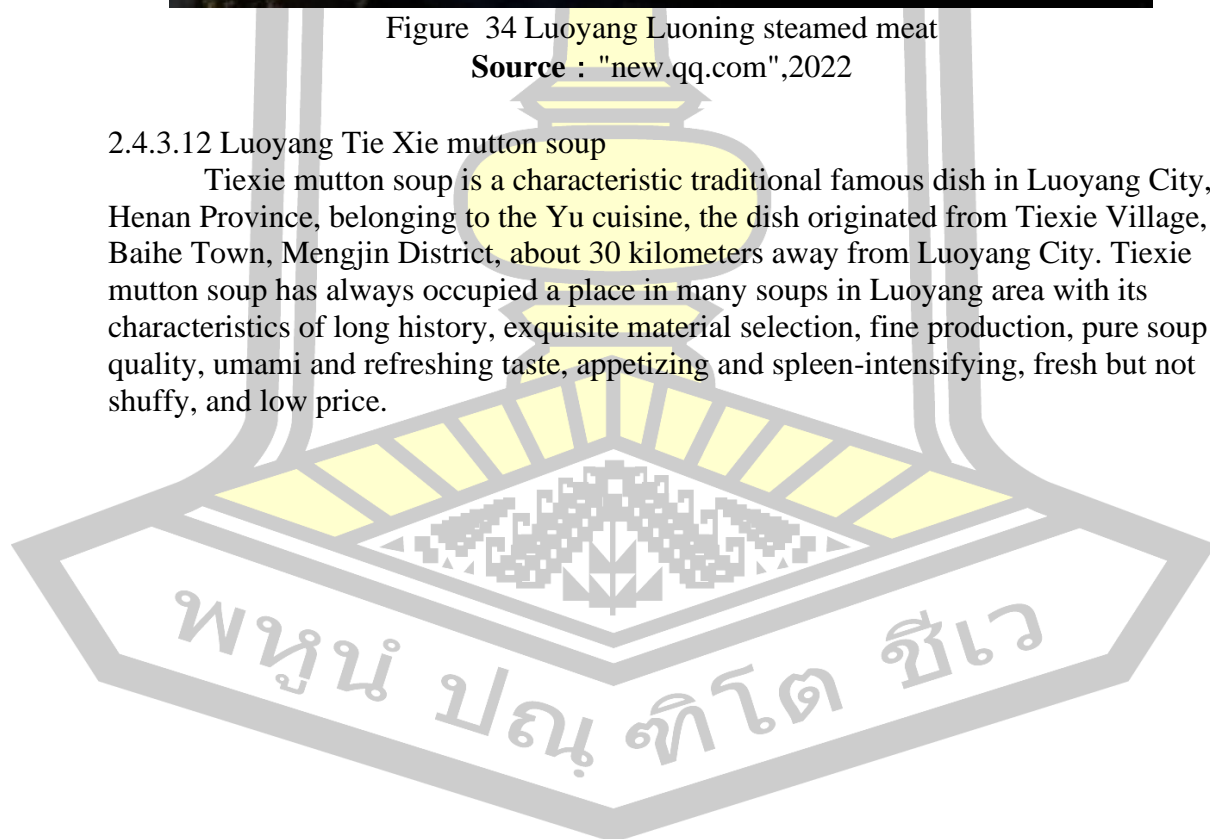 Figure  34 Luoyang Luoning steamed meat
Source："new.qq.com",2022
2.4.3.12 Luoyang Tie Xie mutton soup
Tiexie mutton soup is a characteristic traditional famous dish in Luoyang City,
Henan Province, belonging to the Yu cuisine, the dish originated from Tiexie Village,
Baihe Town, Mengjin District, about 30 kilometers away from Luoyang City. Tiexie
mutton soup has always occupied a place in many soups in Luoyang area with its
characteristics of long history, exquisite material selection, fine production, pure soup
quality, umami and refreshing taste, appetizing and spleen-intensifying, fresh but not
shuffy, and low price.
พหูนํ ปณฺฑิโต ชีเว